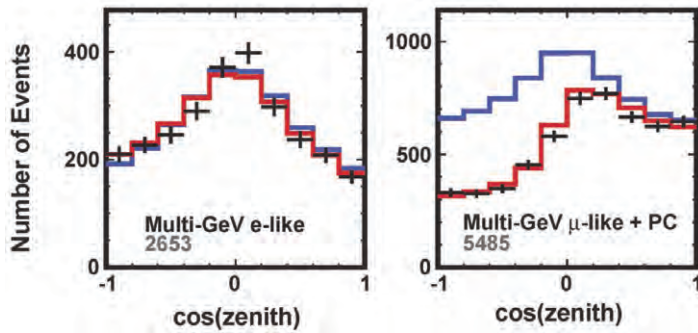 Number of Events
400
200
0
Multi-GeV e-like
2653
-1 0 1
cos(zenith)
1000
500
0
Multi-GeV μ-like + PC
5485
-1 0 1
cos(zenith)